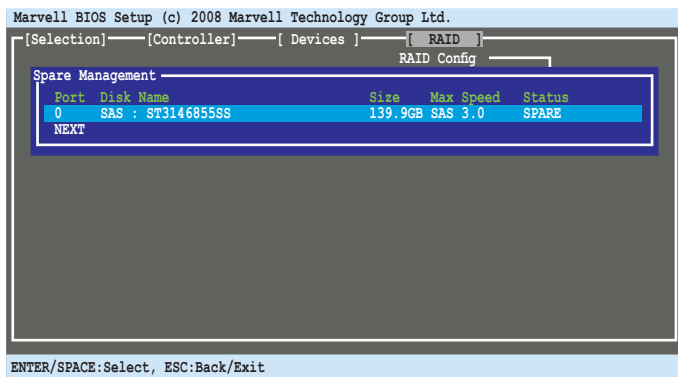 Marvell BIOS Setup (c) 2008 Marvell Technology Group Ltd.
[Selection] [Controller] [ Devices ] [ RAID ]
RAID Config
Spare Management
Port Disk Name Size Max Speed Status
0 SAS : ST3146855SS 139.9GB SAS 3.0 SPARE
NEXT
ENTER/SPACE:Select, ESC:Back/Exit